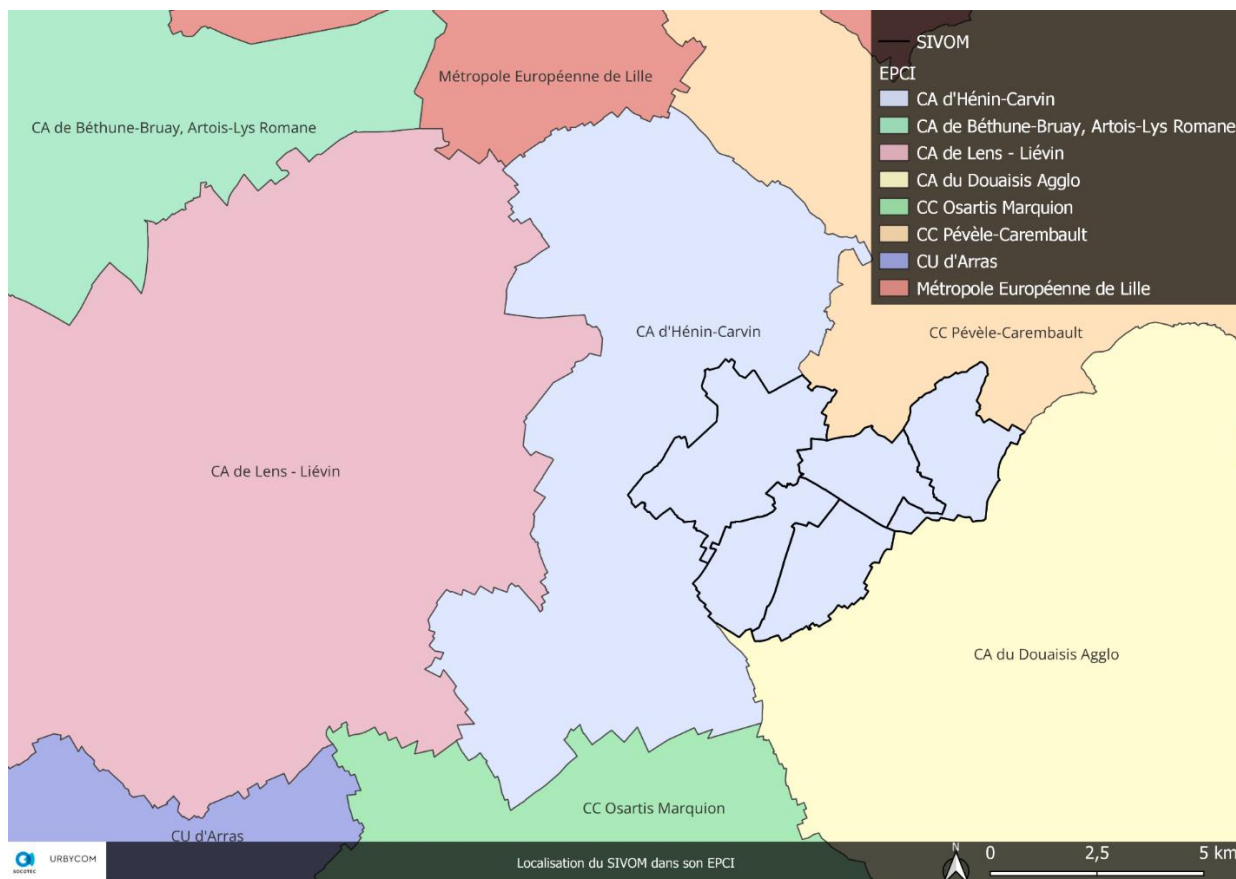 SIVOM
EPCI
CA d'Hénin-Carvin
CA de Béthune-Bruay, Artois-Lys Romane
CA de Lens - Liévin
CA du Douaisis Agglo
CC Osartis Marquion
CC Pévèle-Carembault
CU d'Arras
Métropole Européenne de Lille
Métropole Européenne de Lille
CA de Béthune-Bruay, Artois-Lys Romane
CA d'Hénin-Carvin
CC Pévèle-Carembault
CA de Lens - Liévin
CA du Douaisis Agglo
CC Osartis Marquion
CU d'Arras
SOCOTEC
URBYCOM
Localisation du SIVOM dans son EPCI
N
0 2,5 5 km